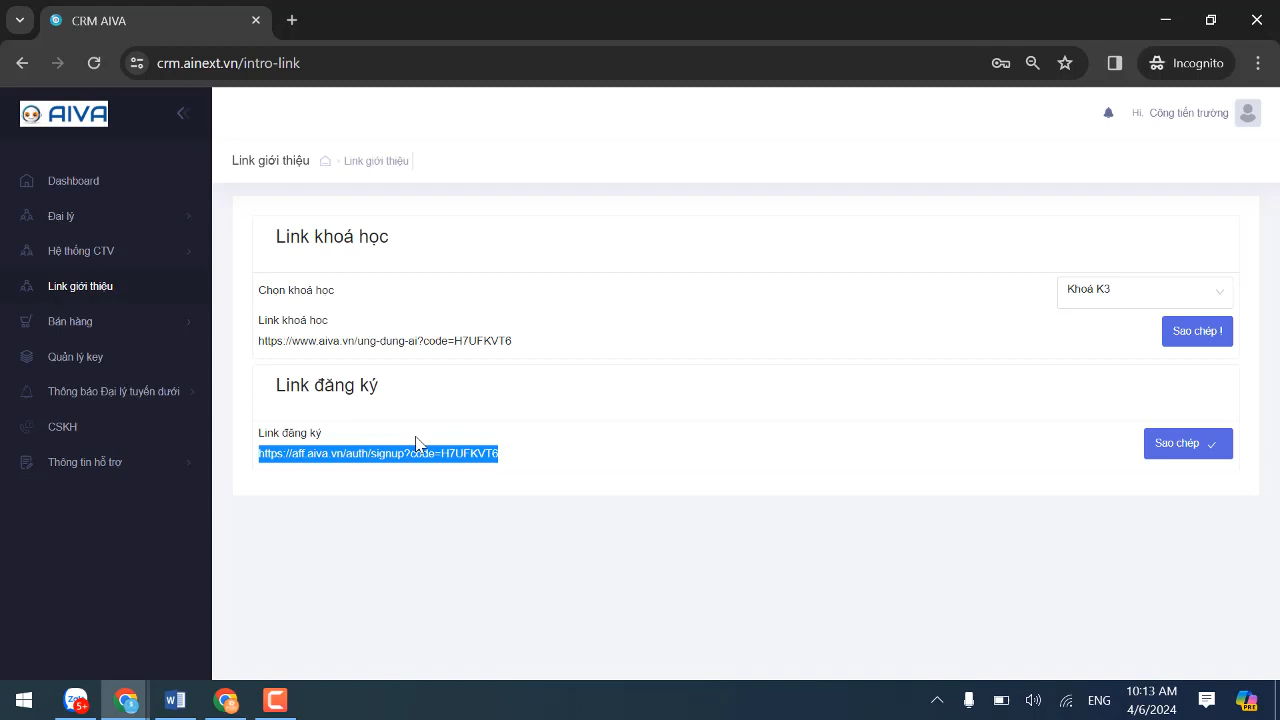 CRM AIVA
crm.ainext.vn/intro-link
Incognito
AIVA
Hi, Công tiến trường
Link giới thiệu
Link giới thiệu
Dashboard
Đại lý
Hệ thống CTV
Link giới thiệu
Bán hàng
Quản lý key
Thông báo Đại lý tuyến dưới
CSKH
Thông tin hỗ trợ
Link khoá học
Chọn khoá học
Khoá K3
Link khoá học
https://www.aiva.vn/ung-dung-ai?code=H7UFKVT6
Sao chép !
Link đăng ký
Link đăng ký
https://aff.aiva.vn/auth/signup?code=H7UFKVT6
Sao chép
Zalo
5+
ENG
10:13 AM
4/6/2024
PRE